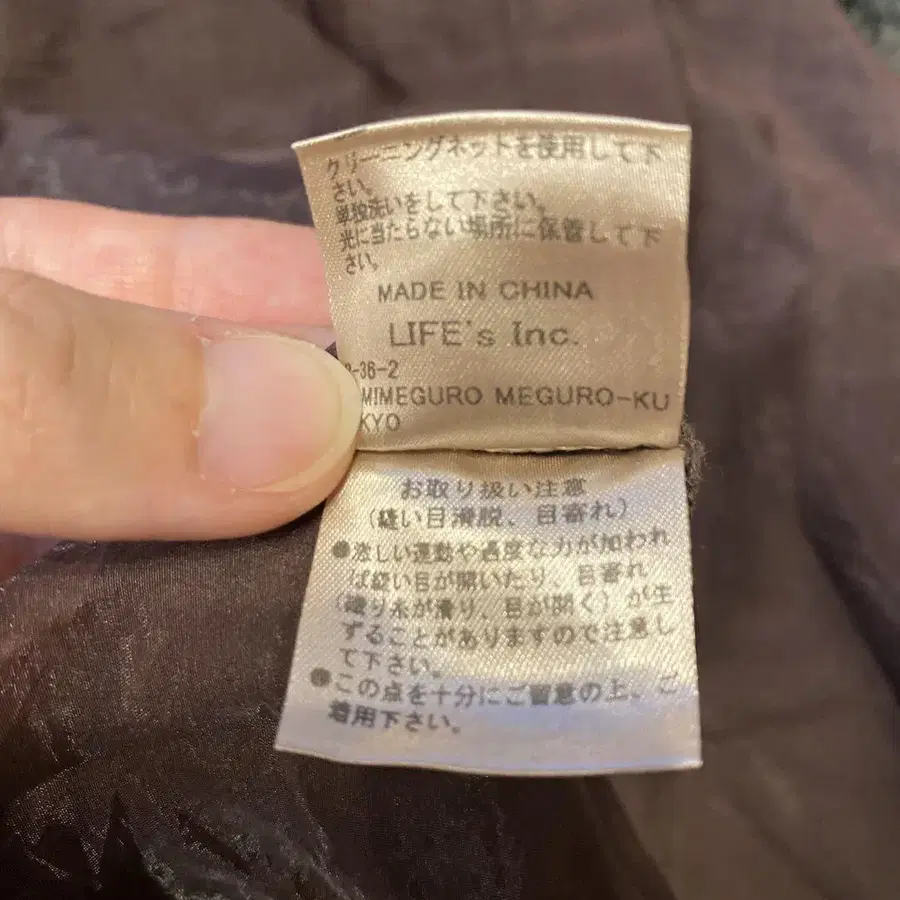 クリーニングネットを使用して下
さい。
単独洗いをして下さい。
光に当たらない場所に保管して下
さい。
MADE IN CHINA
LIFE's Inc.
-36-2
MIMEGURO MEGURO-KU
KYO
お取り扱い注意
(縫い目滑脱、目寄れ)
●激しい運動や過度な力が加われ
ば縫い目が開いたり、目寄れ
(織り糸が滑り、目が開く)が生
ずることがありますので注意し
て下さい。
●この点を十分にご留意の上、ご
着用下さい。